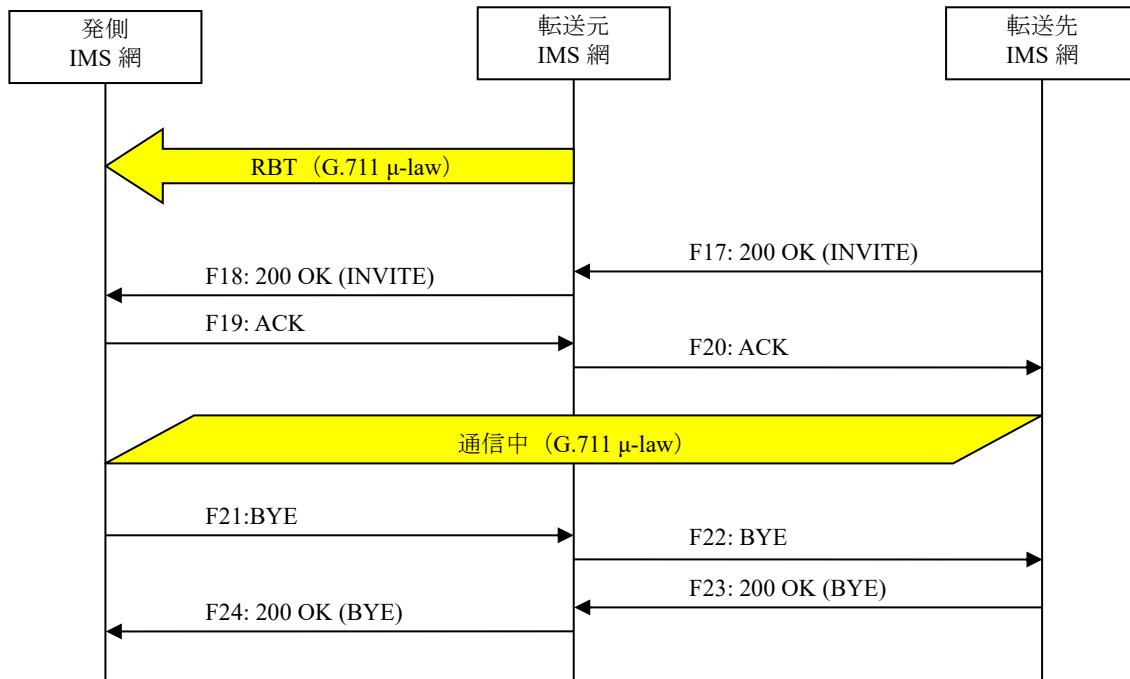 発側
IMS 網
転送元
IMS 網
転送先
IMS 網
RBT（G.711 μ-law）
F17: 200 OK (INVITE)
F18: 200 OK (INVITE)
F19: ACK
F20: ACK
通信中（G.711 μ-law）
F21:BYE
F22: BYE
F23: 200 OK (BYE)
F24: 200 OK (BYE)